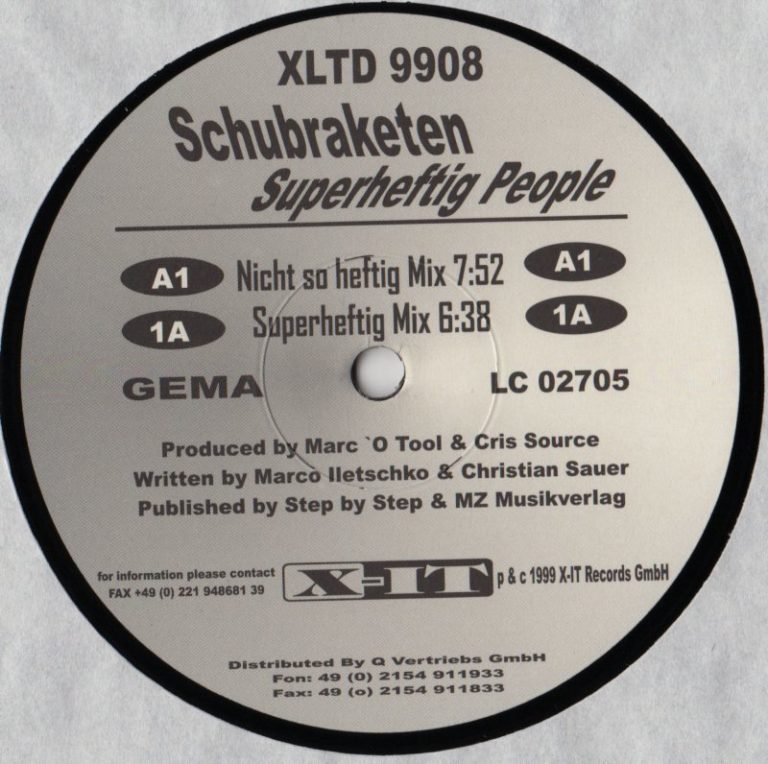 XLTD 9908
Schubraketen
Superheftig People
A1 Nicht so heftig Mix 7:52 A1
1A Superheftig Mix 6:38 1A
GEMA LC 02705
Produced by Marc `O Tool & Cris Source
Written by Marco Iletschko & Christian Sauer
Published by Step by Step & MZ Musikverlag
for information please contact
FAX +49 (0) 221 948681 39
X-IT
p & c 1999 X-IT Records GmbH
Distributed By Q Vertriebs GmbH
Fon: 49 (0) 2154 911933
Fax: 49 (o) 2154 911833